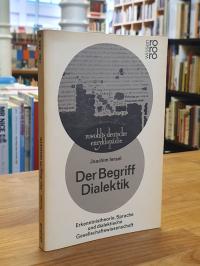 ro
ro
ro
rowohlts deutsche
enzyklopädie
Joachim Israel
Der Begriff
Dialektik
Erkenntnistheorie, Sprache
und dialektische
Gesellschaftswissenschaft